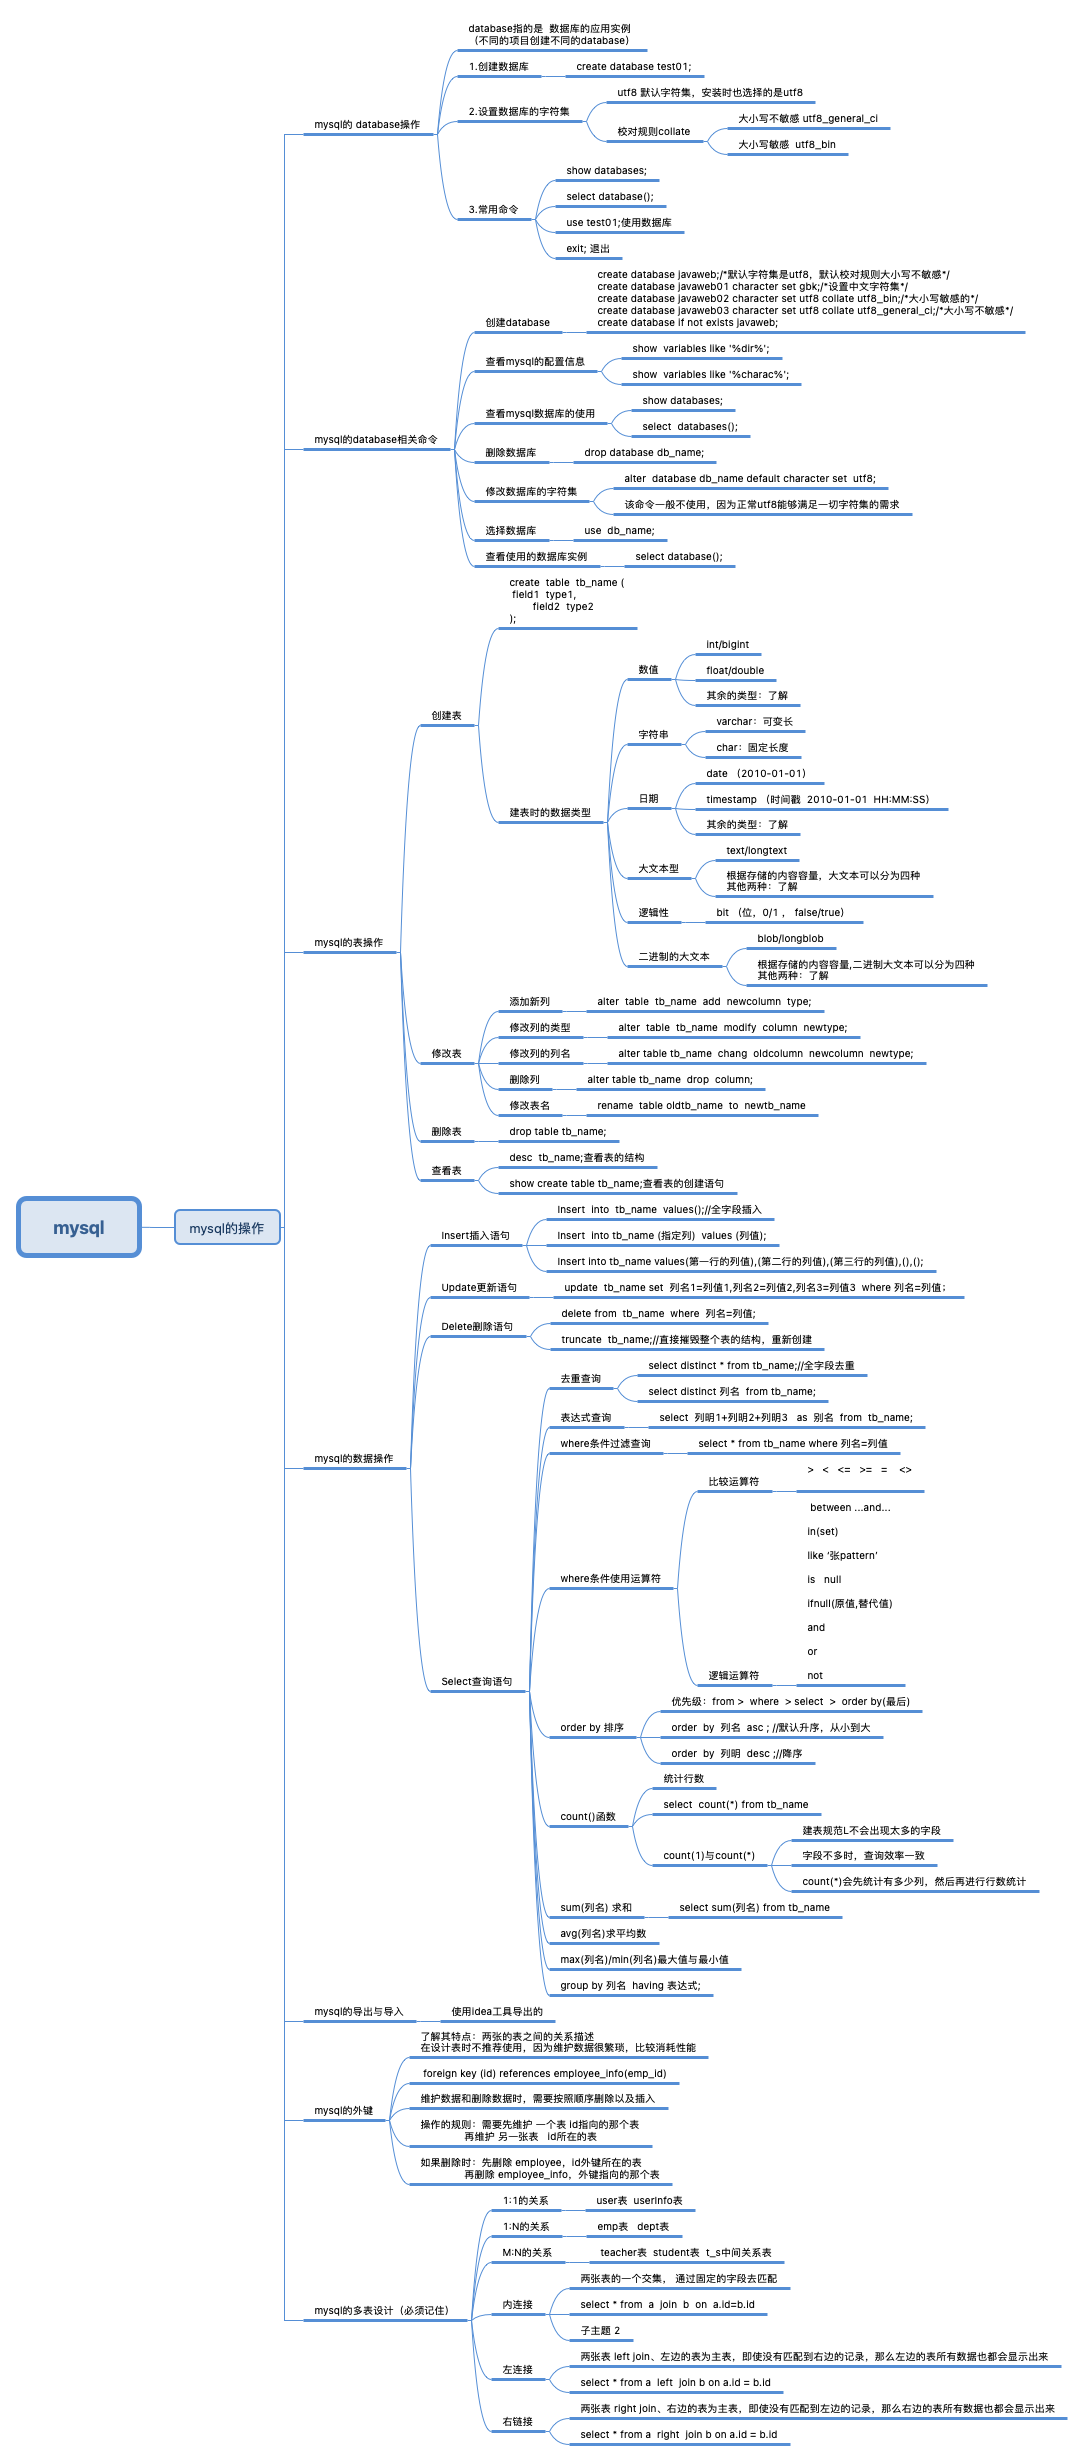 mysql
mysql的操作
mysql的 database操作
database指的是  数据库的应用实例
（不同的项目创建不同的database）
1.创建数据库
create database test01;
2.设置数据库的字符集
utf8 默认字符集，安装时也选择的是utf8
校对规则collate
大小写不敏感 utf8_general_ci
大小写敏感  utf8_bin
3.常用命令
show databases;
select database();
use test01;使用数据库
exit; 退出
mysql的database相关命令
创建database
create database javaweb;/*默认字符集是utf8，默认校对规则大小写不敏感*/
create database javaweb01 character set gbk;/*设置中文字符集*/
create database javaweb02 character set utf8 collate utf8_bin;/*大小写敏感的*/
create database javaweb03 character set utf8 collate utf8_general_ci;/*大小写不敏感*/
create database if not exists javaweb;
查看mysql的配置信息
show  variables like '%dir%';
show  variables like '%charac%';
查看mysql数据库的使用
show databases;
select  databases();
删除数据库
drop database db_name;
修改数据库的字符集
alter  database db_name default character set  utf8;
该命令一般不使用，因为正常utf8能够满足一切字符集的需求
选择数据库
use  db_name;
查看使用的数据库实例
select database();
mysql的表操作
创建表
create  table  tb_name (
field1  type1,
field2  type2
);
建表时的数据类型
数值
int/bigint
float/double
其余的类型：了解
字符串
varchar：可变长
char：固定长度
日期
date （2010-01-01）
timestamp （时间戳  2010-01-01  HH:MM:SS）
其余的类型：了解
大文本型
text/longtext
根据存储的内容容量，大文本可以分为四种
其他两种：了解
逻辑性
bit （位，0/1 ， false/true）
二进制的大文本
blob/longblob
根据存储的内容容量,二进制大文本可以分为四种
其他两种：了解
修改表
添加新列
alter  table  tb_name  add  newcolumn  type;
修改列的类型
alter  table  tb_name  modify  column  newtype;
修改列的列名
alter table tb_name  chang  oldcolumn  newcolumn  newtype;
删除列
alter table tb_name  drop  column;
修改表名
rename  table oldtb_name  to  newtb_name
删除表
drop table tb_name;
查看表
desc  tb_name;查看表的结构
show create table tb_name;查看表的创建语句
mysql的数据操作
Insert插入语句
Insert  into  tb_name  values();//全字段插入
Insert  into tb_name (指定列)  values (列值);
Insert into tb_name values(第一行的列值),(第二行的列值),(第三行的列值),(),();
Update更新语句
update  tb_name set  列名1=列值1,列名2=列值2,列名3=列值3  where 列名=列值；
Delete删除语句
delete from  tb_name  where  列名=列值;
truncate  tb_name;//直接摧毁整个表的结构，重新创建
Select查询语句
去重查询
select distinct * from tb_name;//全字段去重
select distinct 列名  from tb_name;
表达式查询
select  列明1+列明2+列明3   as  别名  from  tb_name;
where条件过滤查询
select * from tb_name where 列名=列值
where条件使用运算符
比较运算符
>   <   <=   >=   =    <>
逻辑运算符
between ...and...
in(set)
like ‘张pattern’
is   null
ifnull(原值,替代值)
and
or
not
order by 排序
优先级：from >  where  > select  >  order by(最后)
order  by  列名  asc ; //默认升序，从小到大
order  by  列明  desc ;//降序
count()函数
统计行数
select  count(*) from tb_name
count(1)与count(*)
建表规范L不会出现太多的字段
字段不多时，查询效率一致
count(*)会先统计有多少列，然后再进行行数统计
sum(列名) 求和
select sum(列名) from tb_name
avg(列名)求平均数
max(列名)/min(列名)最大值与最小值
group by 列名  having 表达式;
mysql的导出与导入
使用idea工具导出的
mysql的外键
了解其特点：两张的表之间的关系描述
在设计表时不推荐使用，因为维护数据很繁琐，比较消耗性能
foreign key (id) references employee_info(emp_id)
维护数据和删除数据时，需要按照顺序删除以及插入
操作的规则：需要先维护 一个表 id指向的那个表
再维护 另一张表   id所在的表
如果删除时：先删除 employee，id外键所在的表
再删除 employee_info，外键指向的那个表
mysql的多表设计（必须记住）
1:1的关系
user表  userInfo表
1:N的关系
emp表   dept表
M:N的关系
teacher表  student表  t_s中间关系表
内连接
两张表的一个交集， 通过固定的字段去匹配
select * from  a  join  b  on  a.id=b.id
子主题 2
左连接
两张表 left join、左边的表为主表，即使没有匹配到右边的记录，那么左边的表所有数据也都会显示出来
select * from a  left  join b on a.id = b.id
右链接
两张表 right join、右边的表为主表，即使没有匹配到左边的记录，那么右边的表所有数据也都会显示出来
select * from a  right  join b on a.id = b.id